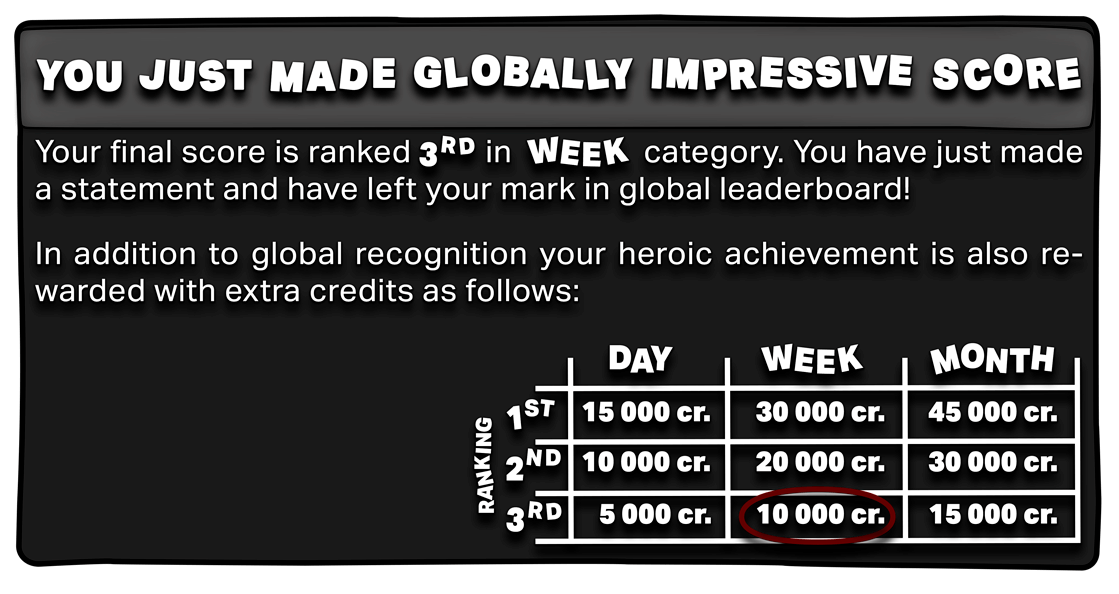 YOU JUST MADE GLOBALLY IMPRESSIVE SCORE
Your final score is ranked 3RD in WEEK category. You have just made
a statement and have left your mark in global leaderboard!
In addition to global recognition your heroic achievement is also re-
warded with extra credits as follows:
DAY WEEK MONTH
RANKING
1ST 15 000 cr. 30 000 cr. 45 000 cr.
2ND 10 000 cr. 20 000 cr. 30 000 cr.
3RD 5 000 cr. 10 000 cr. 15 000 cr.